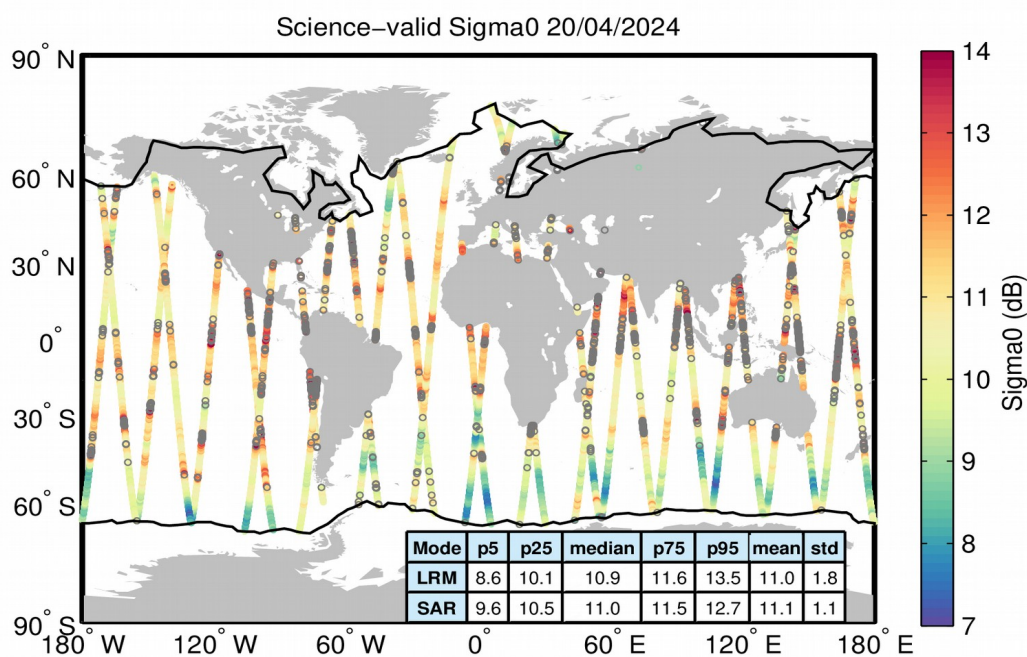 Science−valid Sigma0 20/04/2024
90° N
60° N
30° N
0°
30° S
60° S
90° S
180° W
120° W
60° W
0°
60° E
120° E
180° E
14
13
12
11
10
9
8
7
Sigma0 (dB)
Mode p5 p25 median p75 p95 mean std
LRM 8.6 10.1 10.9 11.6 13.5 11.0 1.8
SAR 9.6 10.5 11.0 11.5 12.7 11.1 1.1